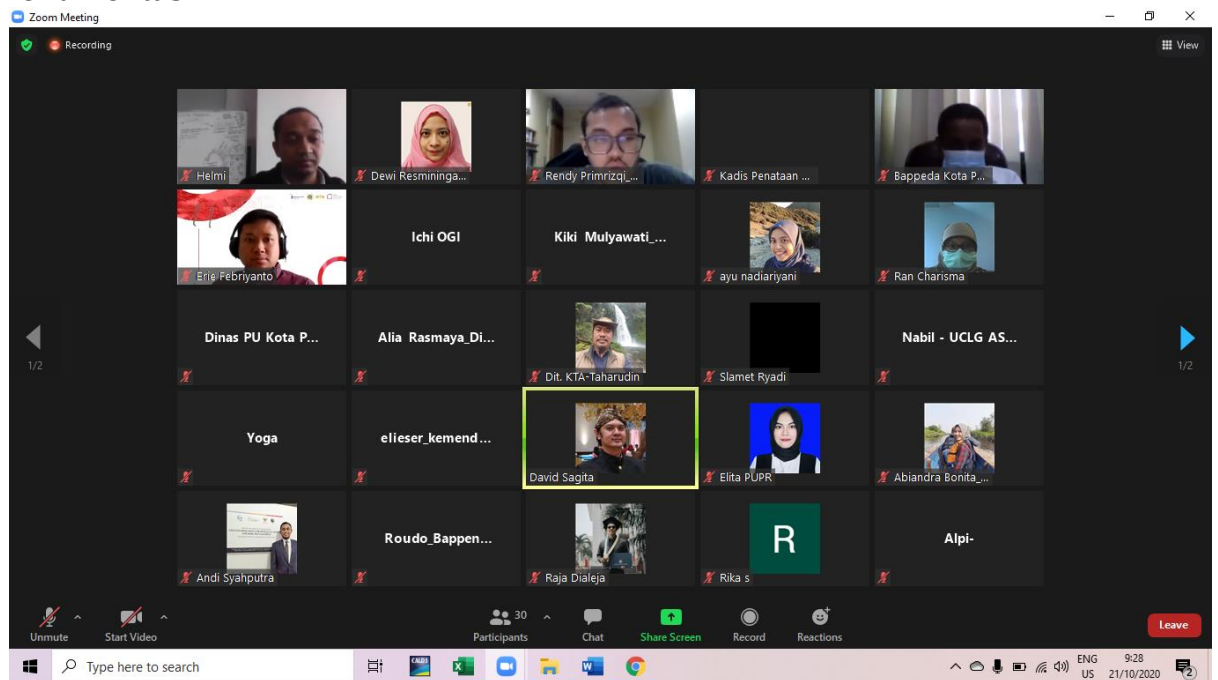 Zoom Meeting
Recording
View
Helmi
Dewi Resmininga...
Rendy Primrizqi_...
Kadis Penataan ...
Bappeda Kota P...
Erie Febriyanto
Ichi OGI
Kiki Mulyawati_...
ayu nadiariyani
Ran Charisma
Dinas PU Kota P...
Alia Rasmaya_Di...
Dit. KTA-Taharudin
Slamet Ryadi
Nabil - UCLG AS...
1/2
1/2
Yoga
elieser_kemend...
David Sagita
Elita PUPR
Abiandra Bonita_...
Andi Syahputra
Roudo_Bappen...
Raja Dialeja
R
Rika s
Alpi-
Unmute
Start Video
30
Participants
Chat
Share Screen
Record
Reactions
Leave
Type here to search
ENG
US
9:28
21/10/2020
2